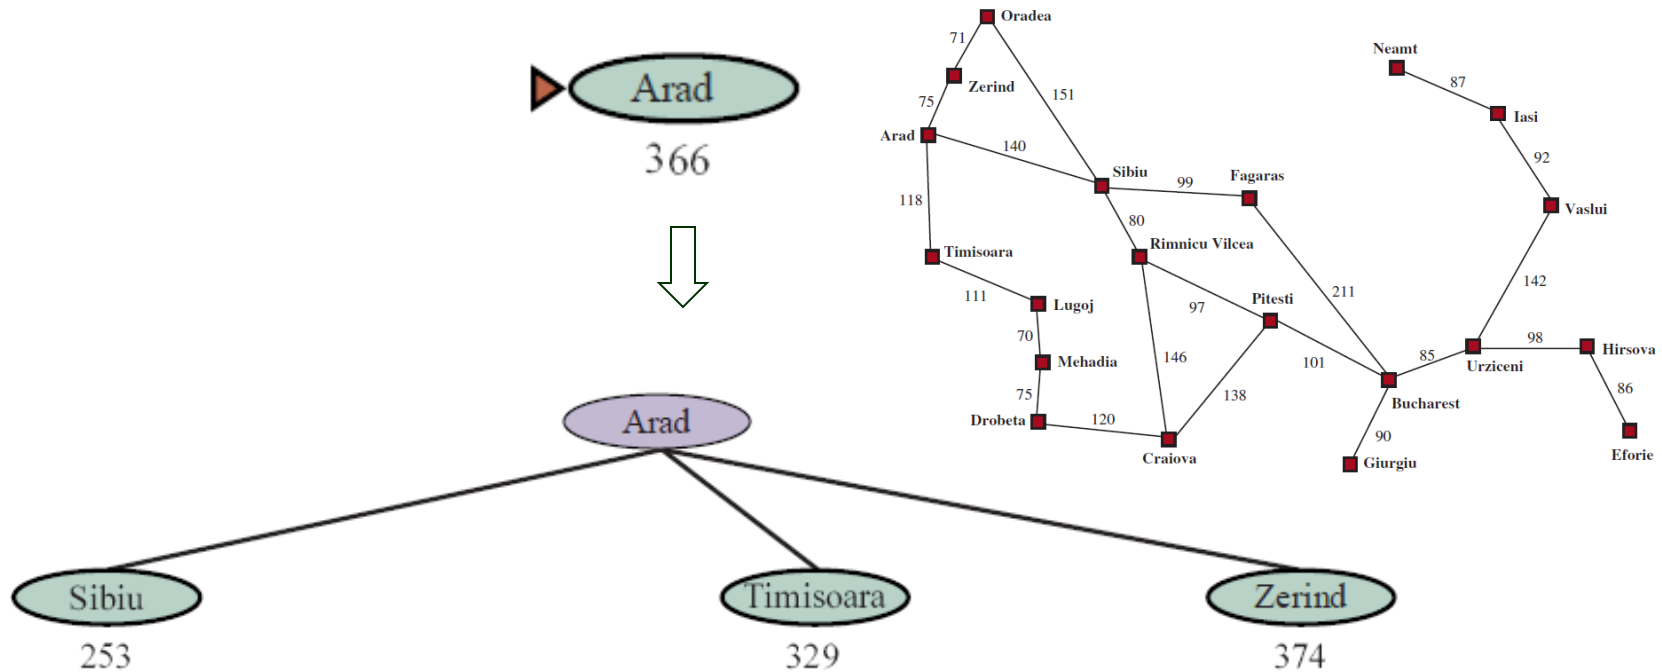 Arad
366
Arad
Sibiu
Timisoara
Zerind
253
329
374
Oradea
71
Neamt
Zerind
87
151
75
Iasi
Arad
140
92
Sibiu
99
Fagaras
118
80
Vaslui
Timisoara
Rimnicu Vilcea
142
111
Lugoj
97
Pitesti
211
70
98
Hirsova
146
101
85
Mehadia
Urziceni
75
138
86
Drobeta
120
Bucharest
90
Craiova
Giurgiu
Eforie